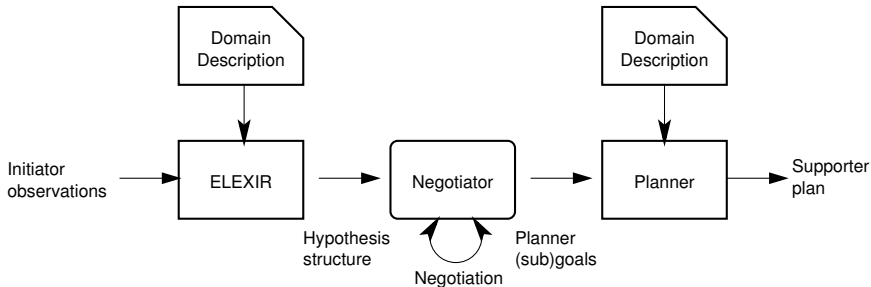 Domain
Description
Domain
Description
Initiator
observations
ELEXIR
Negotiator
Planner
Supporter
plan
Hypothesis
structure
Planner
(sub)goals
Negotiation